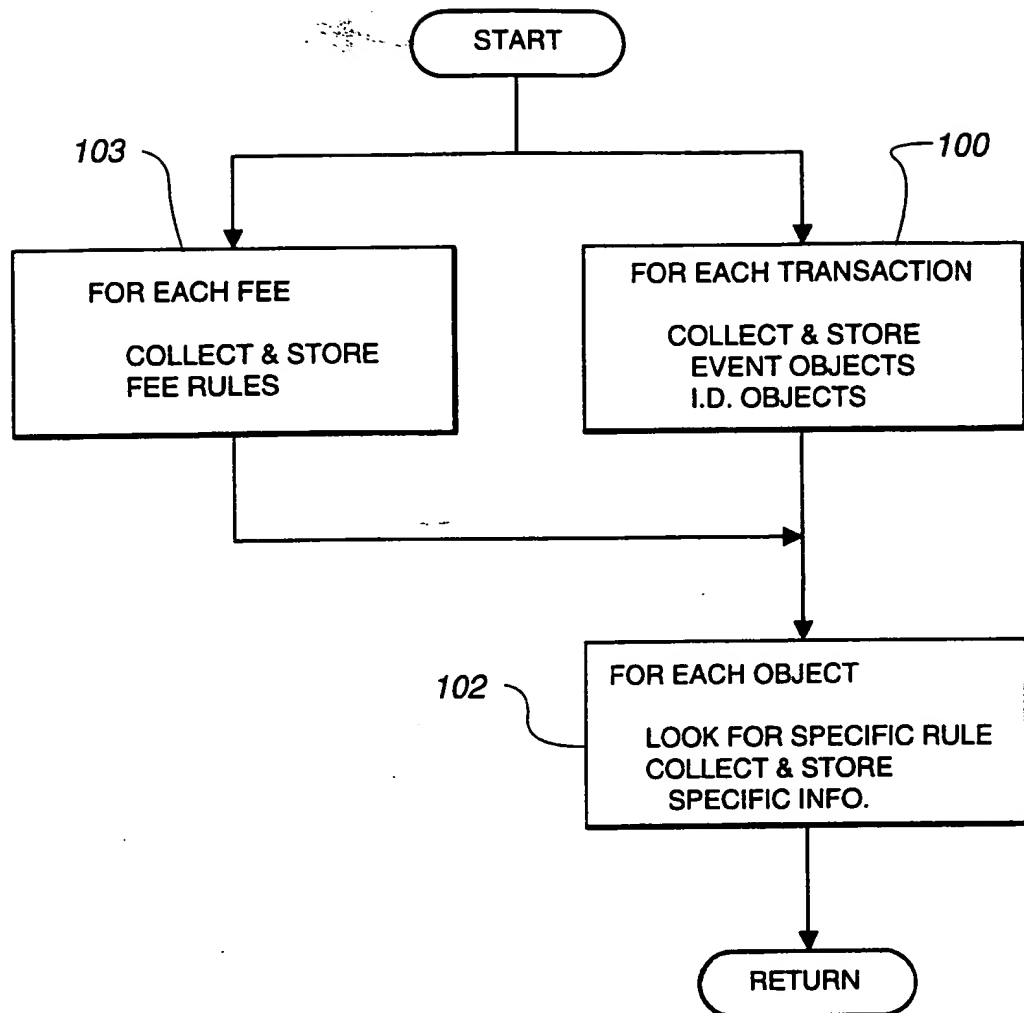 START
103
100
FOR EACH FEE
COLLECT & STORE
FEE RULES
FOR EACH TRANSACTION
COLLECT & STORE
EVENT OBJECTS
I.D. OBJECTS
102
FOR EACH OBJECT
LOOK FOR SPECIFIC RULE
COLLECT & STORE
SPECIFIC INFO.
RETURN